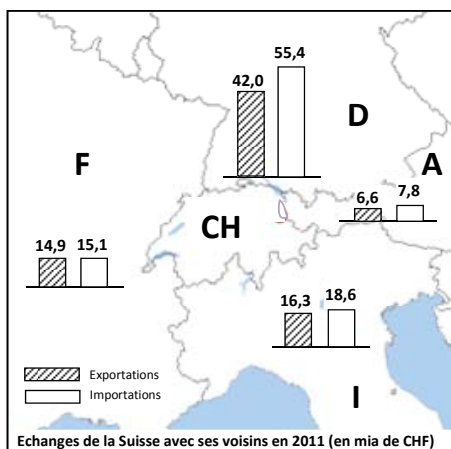 55,4
42,0
D
F
A
6,6 7,8
CH
14,9 15,1
16,3 18,6
Exportations
Importations
I
Echanges de la Suisse avec ses voisins en 2011 (en mia de CHF)